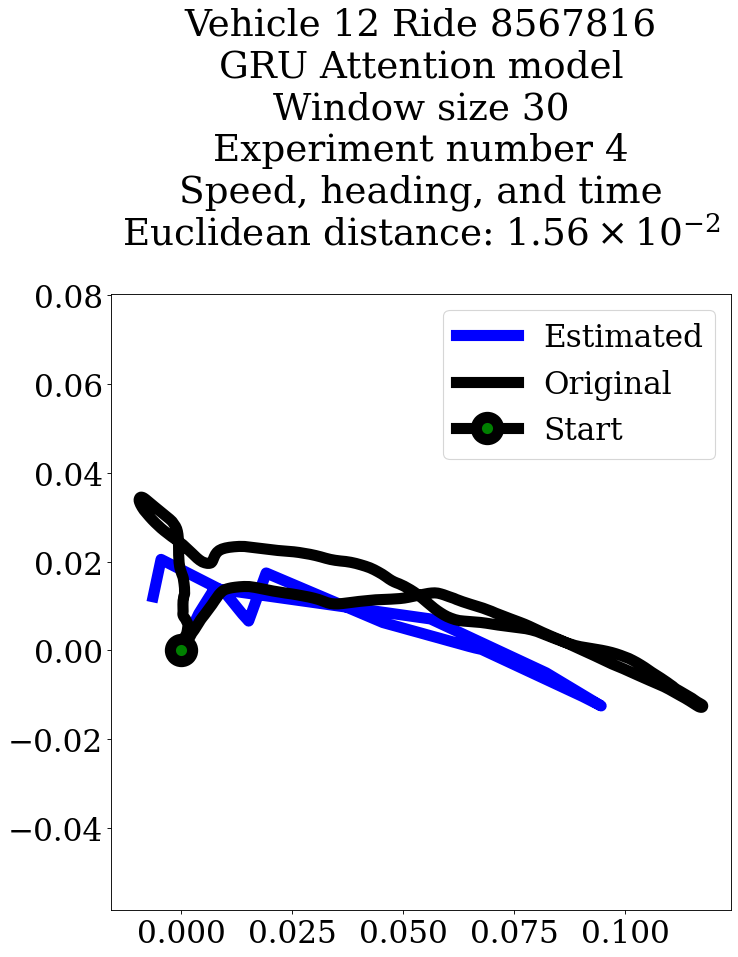 Vehicle 12 Ride 8567816
GRU Attention model
Window size 30
Experiment number 4
Speed, heading, and time
Euclidean distance: 1.56 × 10⁻²
0.08
0.06
0.04
0.02
0.00
−0.02
−0.04
Estimated
Original
Start
0.000 0.025 0.050 0.075 0.100